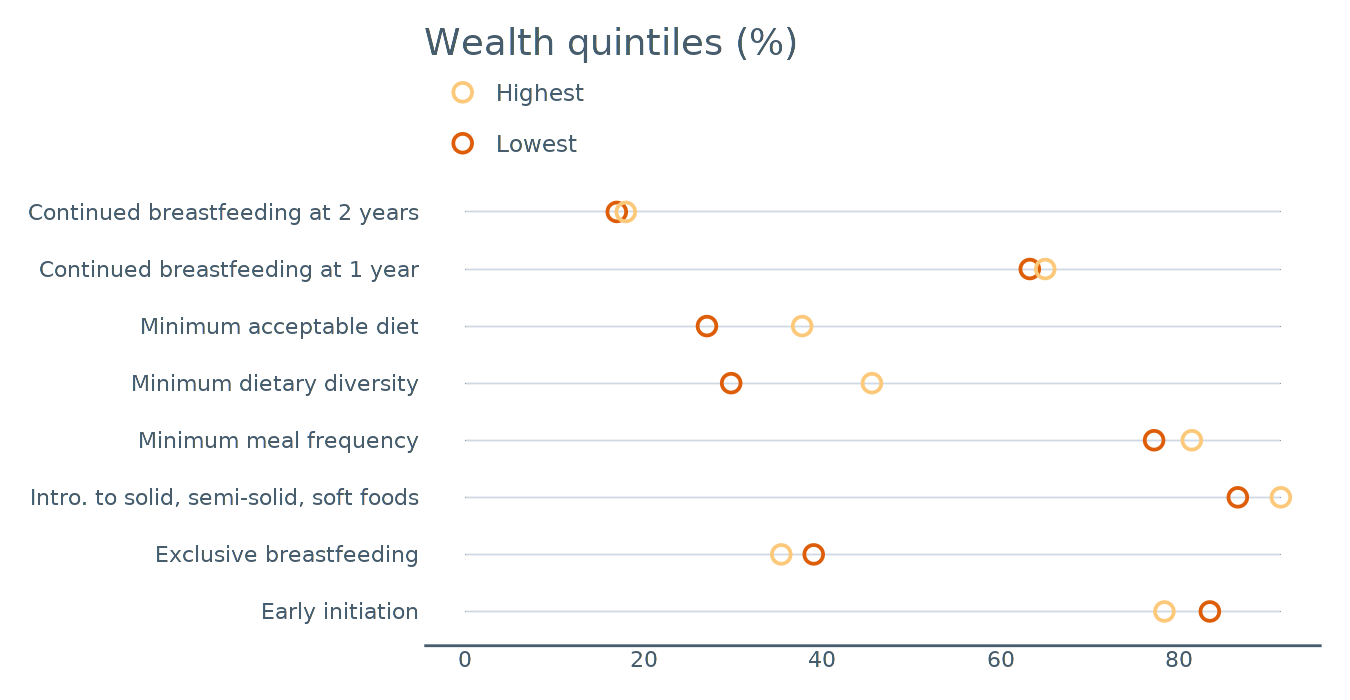 Wealth quintiles (%)
Highest
Lowest
Continued breastfeeding at 2 years
Continued breastfeeding at 1 year
Minimum acceptable diet
Minimum dietary diversity
Minimum meal frequency
Intro. to solid, semi-solid, soft foods
Exclusive breastfeeding
Early initiation
0 20 40 60 80